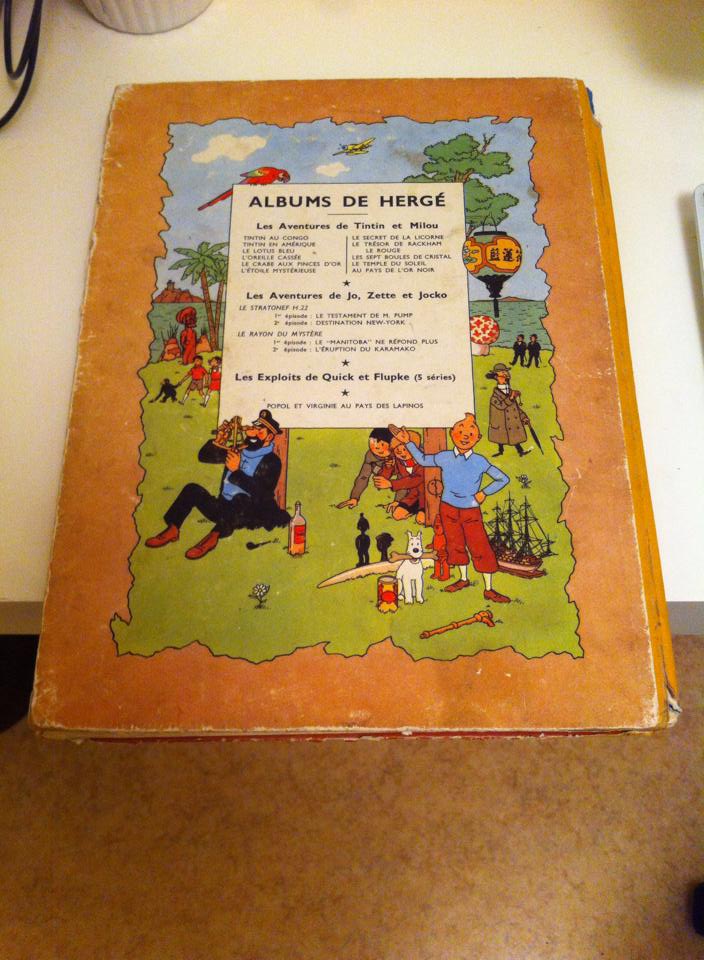 ALBUMS DE HERGÉ
Les Aventures de Tintin et Milou
TINTIN AU CONGO
TINTIN EN AMÉRIQUE
LE LOTUS BLEU
L'OREILLE CASSÉE
LE CRABE AUX PINCES D'OR
L'ÉTOILE MYSTÉRIEUSE
LE SECRET DE LA LICORNE
LE TRÉSOR DE RACKHAM
LE ROUGE
LES SEPT BOULES DE CRISTAL
LE TEMPLE DU SOLEIL
AU PAYS DE L'OR NOIR
★
Les Aventures de Jo, Zette et Jocko
LE STRATONEF H.22
1er épisode : LE TESTAMENT DE M. PUMP
2e épisode : DESTINATION NEW-YORK
LE RAYON DU MYSTÈRE
1er épisode : LE "MANITOBA" NE RÉPOND PLUS
2e épisode : L'ÉRUPTION DU KARAMAKO
★
Les Exploits de Quick et Flupke (5 séries)
★
POPOL ET VIRGINIE AU PAYS DES LAPINOS